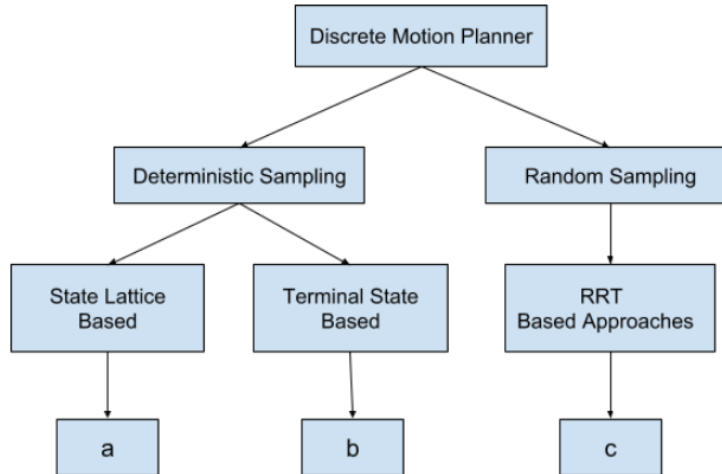 Discrete Motion Planner
Deterministic Sampling
Random Sampling
State Lattice
Based
Terminal State
Based
RRT
Based Approaches
a
b
c